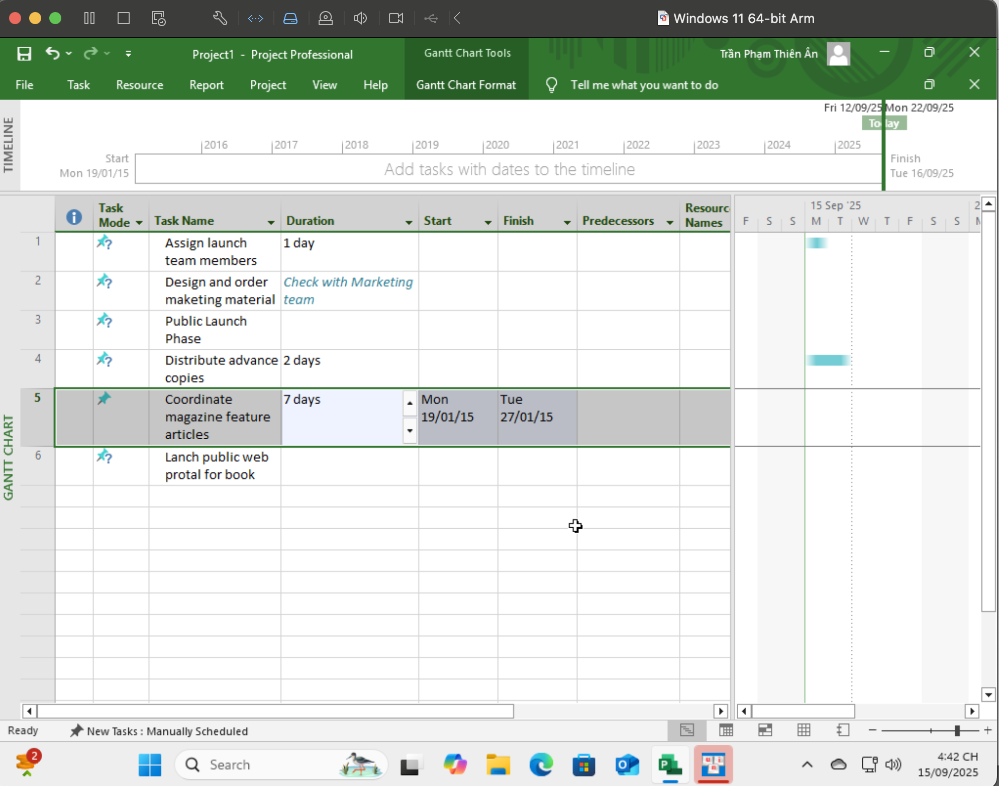 Windows 11 64-bit Arm
Project1 - Project Professional
Gantt Chart Tools
Trần Phạm Thiên Ân
File Task Resource Report Project View Help Gantt Chart Format Tell me what you want to do
TIMELINE
Fri 12/09/25 Mon 22/09/25
Today
2016 2017 2018 2019 2020 2021 2022 2023 2024 2025
Start
Mon 19/01/15
Add tasks with dates to the timeline
Finish
Tue 16/09/25
GANTT CHART
Task Mode Task Name Duration Start Finish Predecessors Resourc Names
15 Sep '25 2
F S S M T W T F S S M
1 Assign launch 1 day
team members
2 Design and order Check with Marketing
maketing material team
3 Public Launch
Phase
4 Distribute advance 2 days
copies
5 Coordinate 7 days Mon Tue
magazine feature 19/01/15 27/01/15
articles
6 Lanch public web
protal for book
Ready New Tasks : Manually Scheduled
2
Search
4:42 CH
15/09/2025